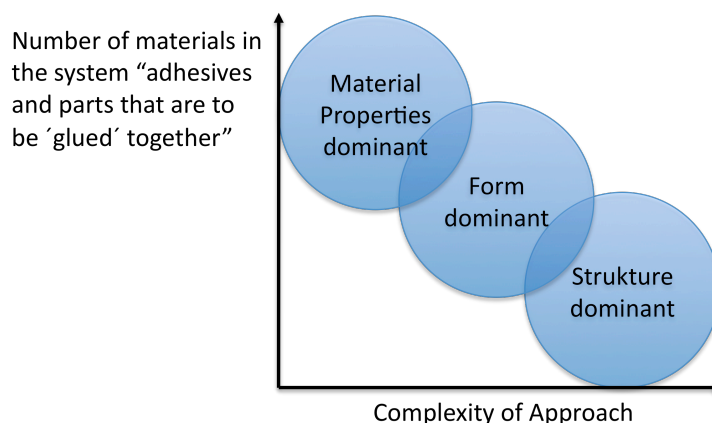 Number of materials in
the system “adhesives
and parts that are to
be ´glued´ together”
Material
Properties
dominant
Form
dominant
Strukture
dominant
Complexity of Approach